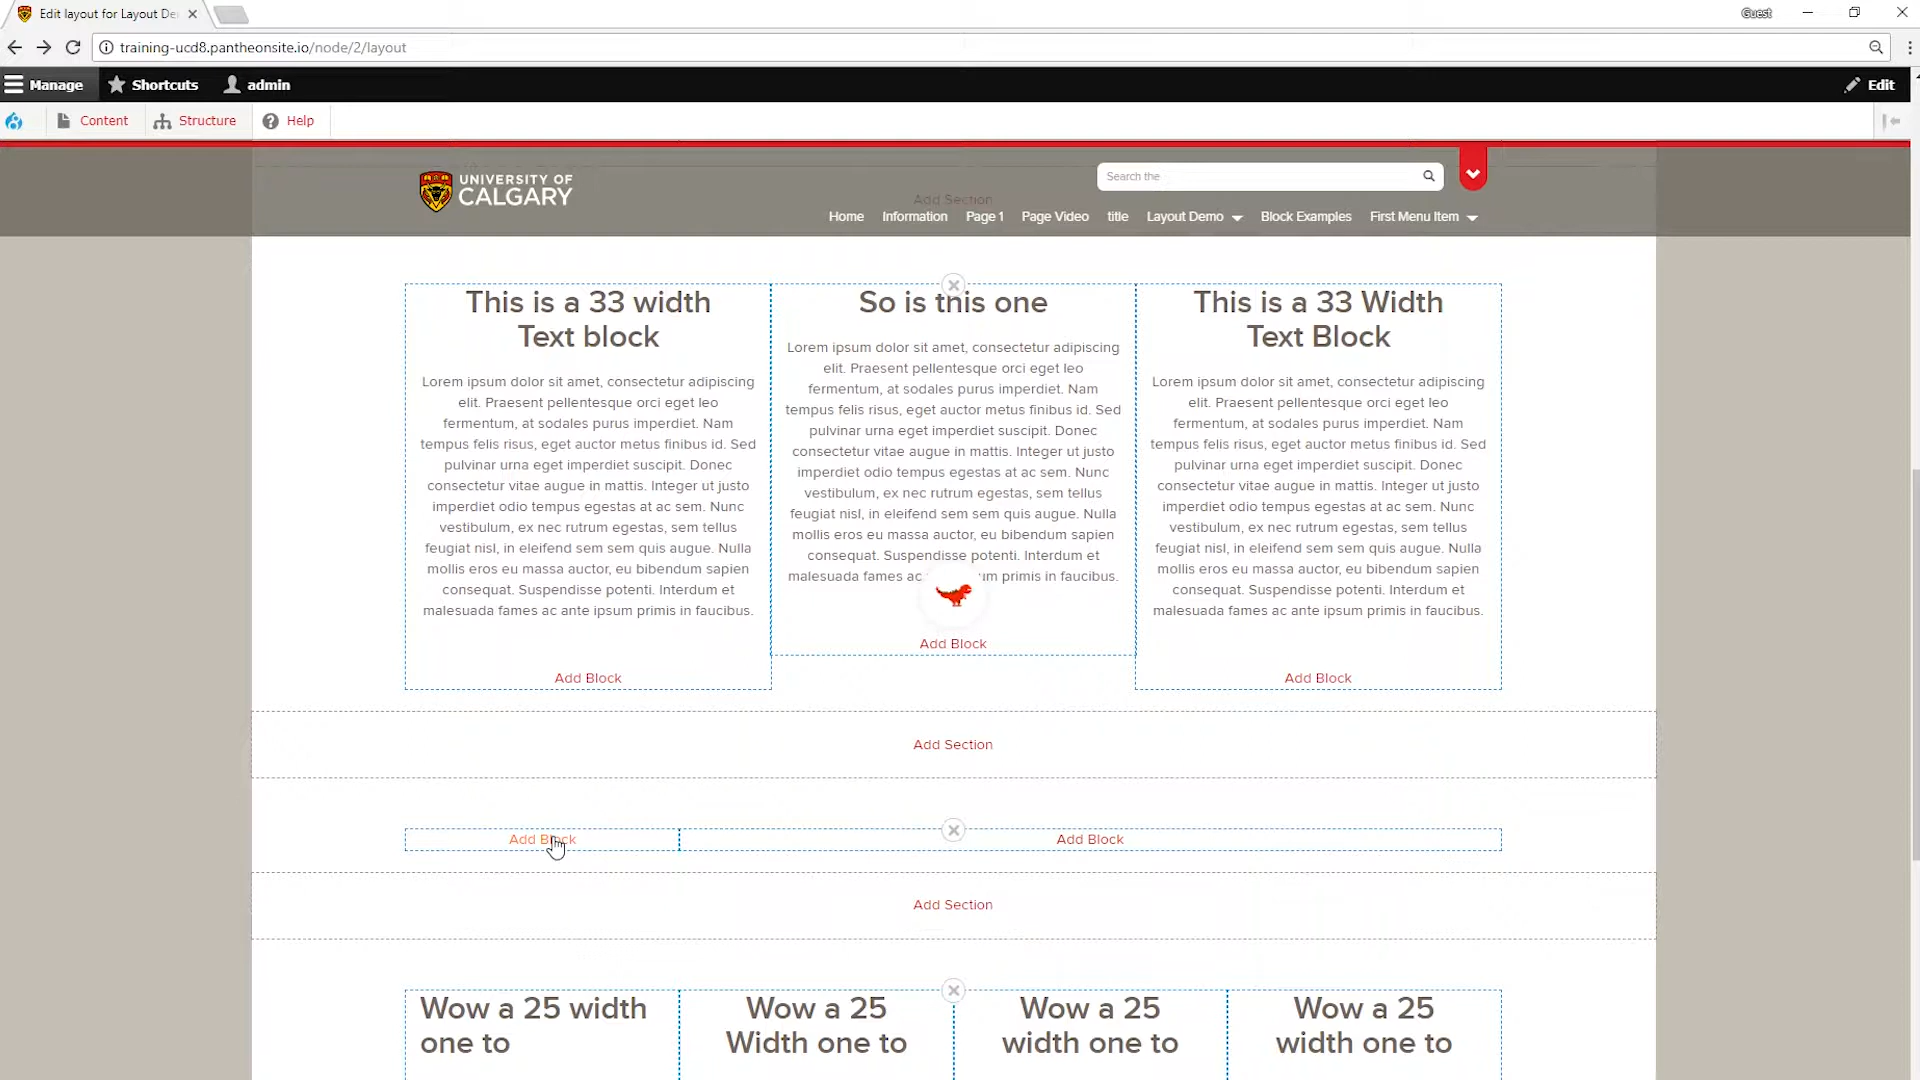 Edit layout for Layout De
Guest
training-ucd8.pantheonsite.io/node/2/layout
Manage
Shortcuts
admin
Edit
Content
Structure
Help
UNIVERSITY OF
CALGARY
Search the
Add Section
Home
Information
Page 1
Page Video
title
Layout Demo
Block Examples
First Menu Item
This is a 33 width
Text block
Lorem ipsum dolor sit amet, consectetur adipiscing
elit. Praesent pellentesque orci eget leo
fermentum, at sodales purus imperdiet. Nam
tempus felis risus, eget auctor metus finibus id. Sed
pulvinar urna eget imperdiet suscipit. Donec
consectetur vitae augue in mattis. Integer ut justo
imperdiet odio tempus egestas at ac sem. Nunc
vestibulum, ex nec rutrum egestas, sem tellus
feugiat nisl, in eleifend sem sem quis augue. Nulla
mollis eros eu massa auctor, eu bibendum sapien
consequat. Suspendisse potenti. Interdum et
malesuada fames ac ante ipsum primis in faucibus.
Add Block
So is this one
Lorem ipsum dolor sit amet, consectetur adipiscing
elit. Praesent pellentesque orci eget leo
fermentum, at sodales purus imperdiet. Nam
tempus felis risus, eget auctor metus finibus id. Sed
pulvinar urna eget imperdiet suscipit. Donec
consectetur vitae augue in mattis. Integer ut justo
imperdiet odio tempus egestas at ac sem. Nunc
vestibulum, ex nec rutrum egestas, sem tellus
feugiat nisl, in eleifend sem sem quis augue. Nulla
mollis eros eu massa auctor, eu bibendum sapien
consequat. Suspendisse potenti. Interdum et
malesuada fames ac um primis in faucibus.
Add Block
This is a 33 Width
Text Block
Lorem ipsum dolor sit amet, consectetur adipiscing
elit. Praesent pellentesque orci eget leo
fermentum, at sodales purus imperdiet. Nam
tempus felis risus, eget auctor metus finibus id. Sed
pulvinar urna eget imperdiet suscipit. Donec
consectetur vitae augue in mattis. Integer ut justo
imperdiet odio tempus egestas at ac sem. Nunc
vestibulum, ex nec rutrum egestas, sem tellus
feugiat nisl, in eleifend sem sem quis augue. Nulla
mollis eros eu massa auctor, eu bibendum sapien
consequat. Suspendisse potenti. Interdum et
malesuada fames ac ante ipsum primis in faucibus.
Add Block
Add Section
Add Block
Add Block
Add Section
Wow a 25 width
one to
Wow a 25
Width one to
Wow a 25
width one to
Wow a 25
width one to